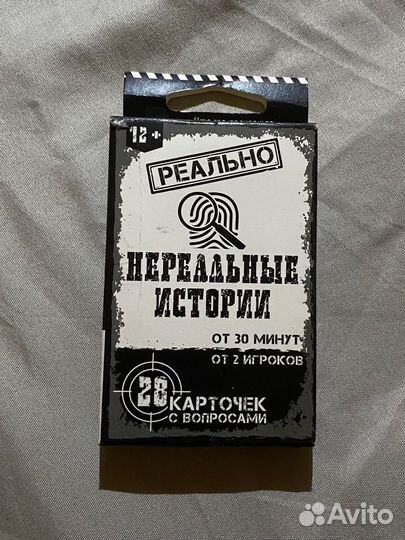 12+
РЕАЛЬНО
НЕРЕАЛЬНЫЕ
ИСТОРИИ
ОТ 30 МИНУТ
ОТ 2 ИГРОКОВ
28 КАРТОЧЕК
С ВОПРОСАМИ
Avito